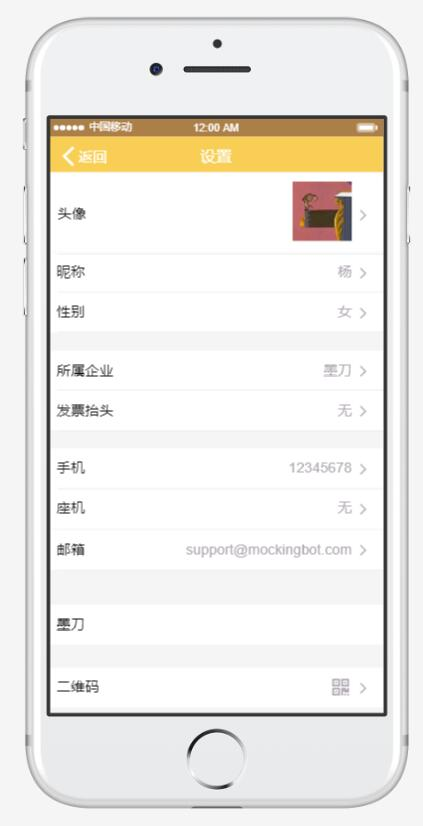 中国移动 12:00 AM
返回 设置
头像
昵称 杨
性别 女
所属企业 墨刀
发票抬头 无
手机 12345678
座机 无
邮箱 support@mockingbot.com
墨刀
二维码